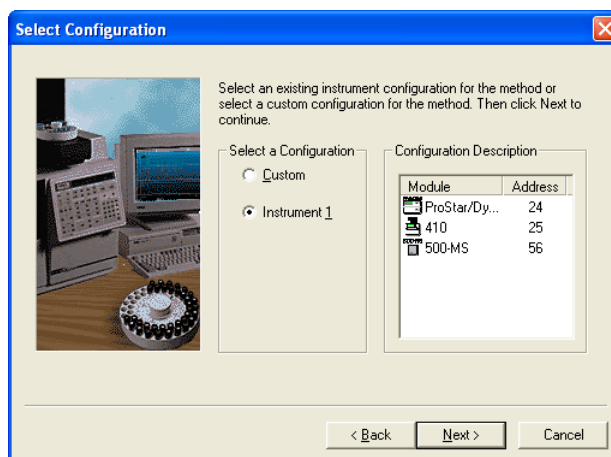 Select Configuration
Select an existing instrument configuration for the method or
select a custom configuration for the method. Then click Next to
continue.
Select a Configuration
Custom
Instrument 1
Configuration Description
Module Address
ProStar/Dy... 24
410 25
500-MS 56
< Back
Next >
Cancel